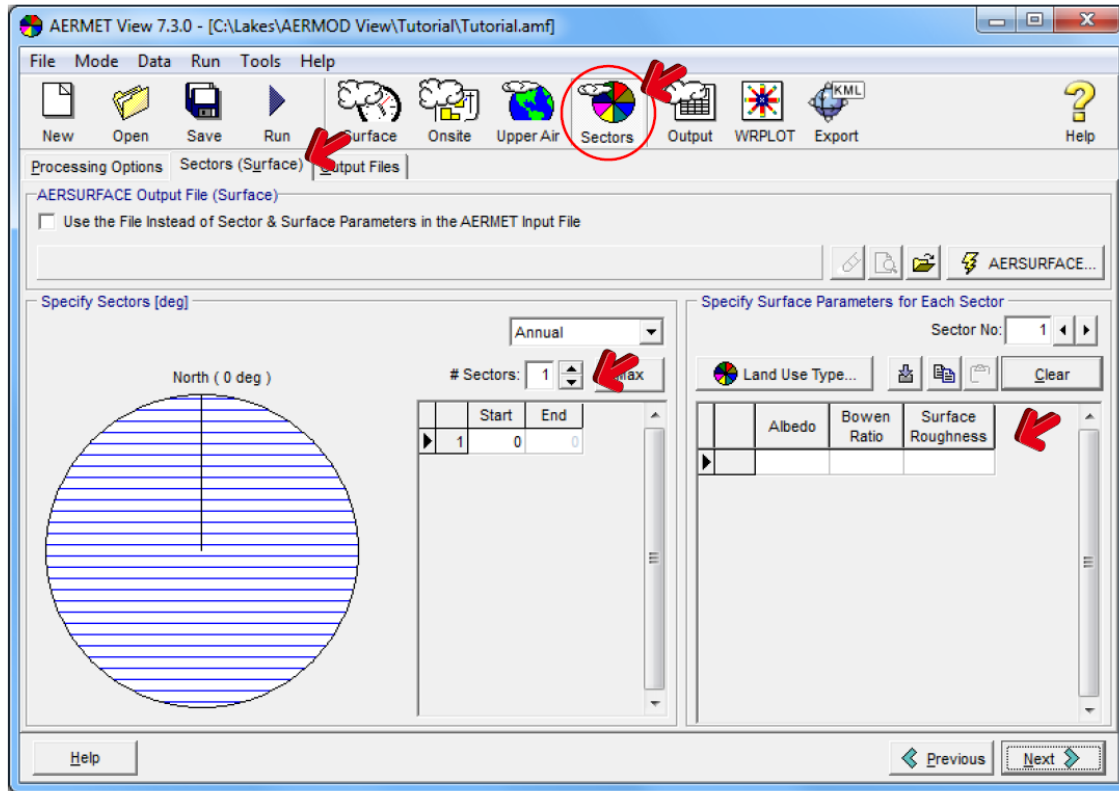 AERMET View 7.3.0 - [C:\Lakes\AERMOD View\Tutorial\Tutorial.amf]
File Mode Data Run Tools Help
New Open Save Run Surface Onsite Upper Air Sectors Output WRPLOT KML Export Help
Processing Options Sectors (Surface) Output Files
AERSURFACE Output File (Surface)
Use the File Instead of Sector & Surface Parameters in the AERMET Input File
AERSURFACE...
Specify Sectors [deg] Specify Surface Parameters for Each Sector
Annual Sector No: 1
North ( 0 deg ) # Sectors: 1 Max Land Use Type... Clear
Start End Albedo Bowen Ratio Surface Roughness
1 0 0
Help Previous Next